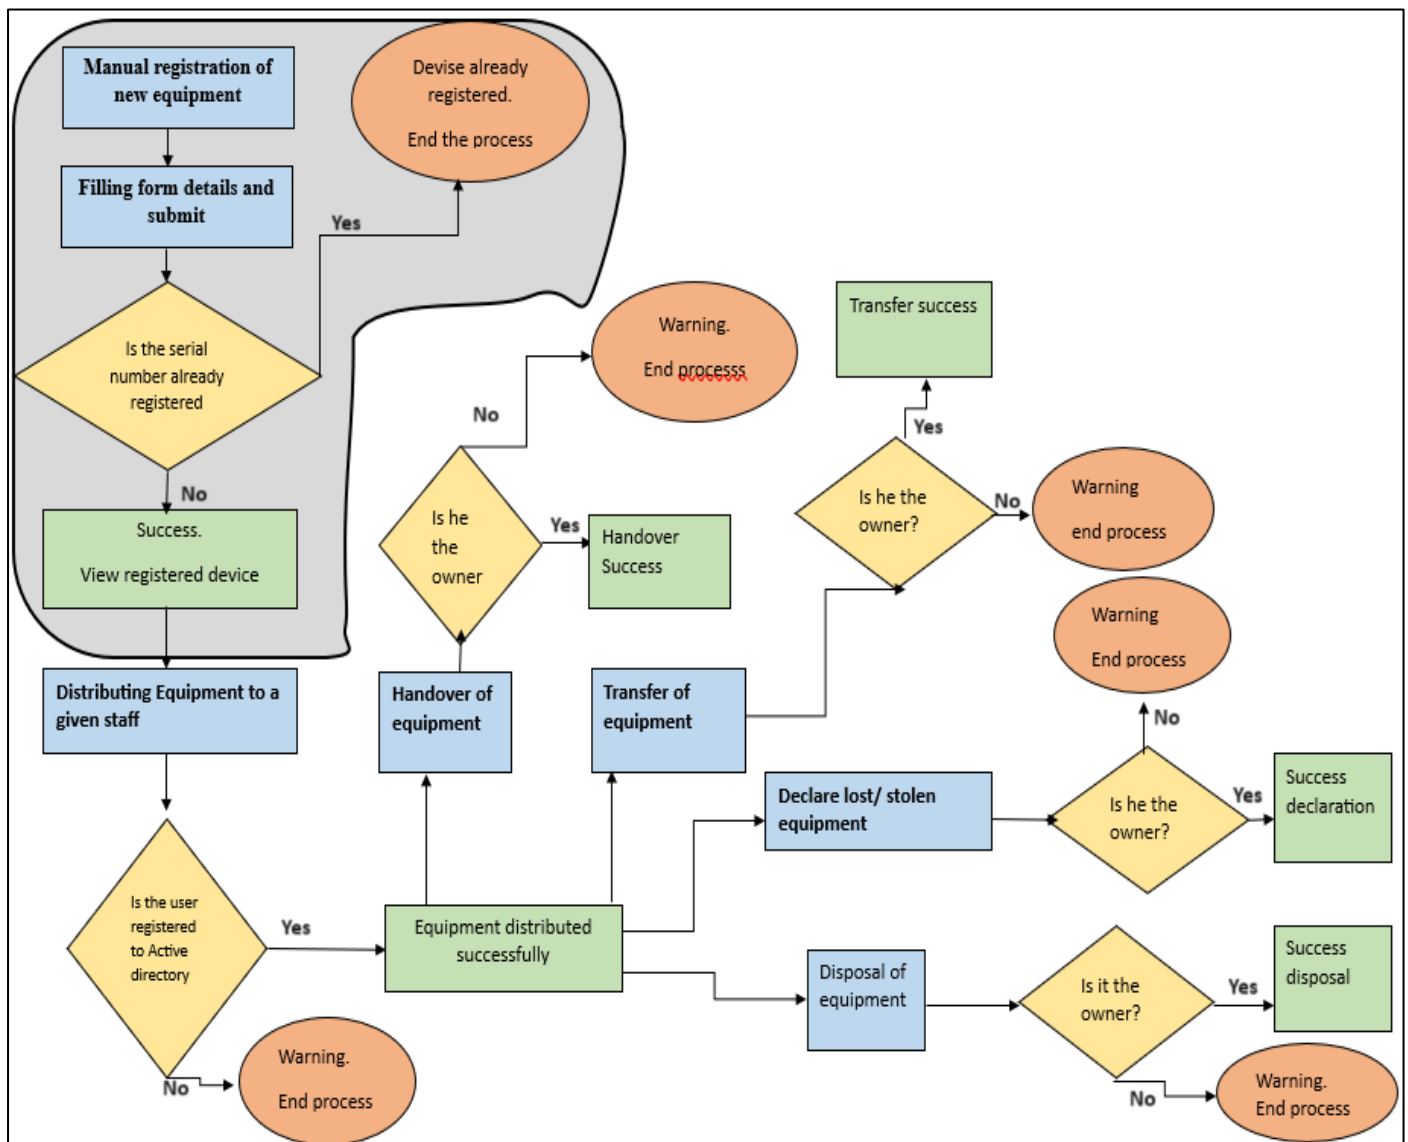 Manual registration of
new equipment
Devise already
registered.
End the process
Filling form details and
submit
Yes
Is the serial
number already
registered
No
Success.
View registered device
Warning.
End processs
No
Is he
the
owner
Yes
Handover
Success
Transfer success
Yes
Is he the
owner?
No
Warning
end process
Warning
End process
No
Distributing Equipment to a
given staff
Handover of
equipment
Transfer of
equipment
Declare lost/ stolen
equipment
Is he the
owner?
Yes
Success
declaration
Is the user
registered
to Active
directory
Yes
Equipment distributed
successfully
Disposal of
equipment
Is it the
owner?
Yes
Success
disposal
No
Warning.
End process
No
Warning.
End process